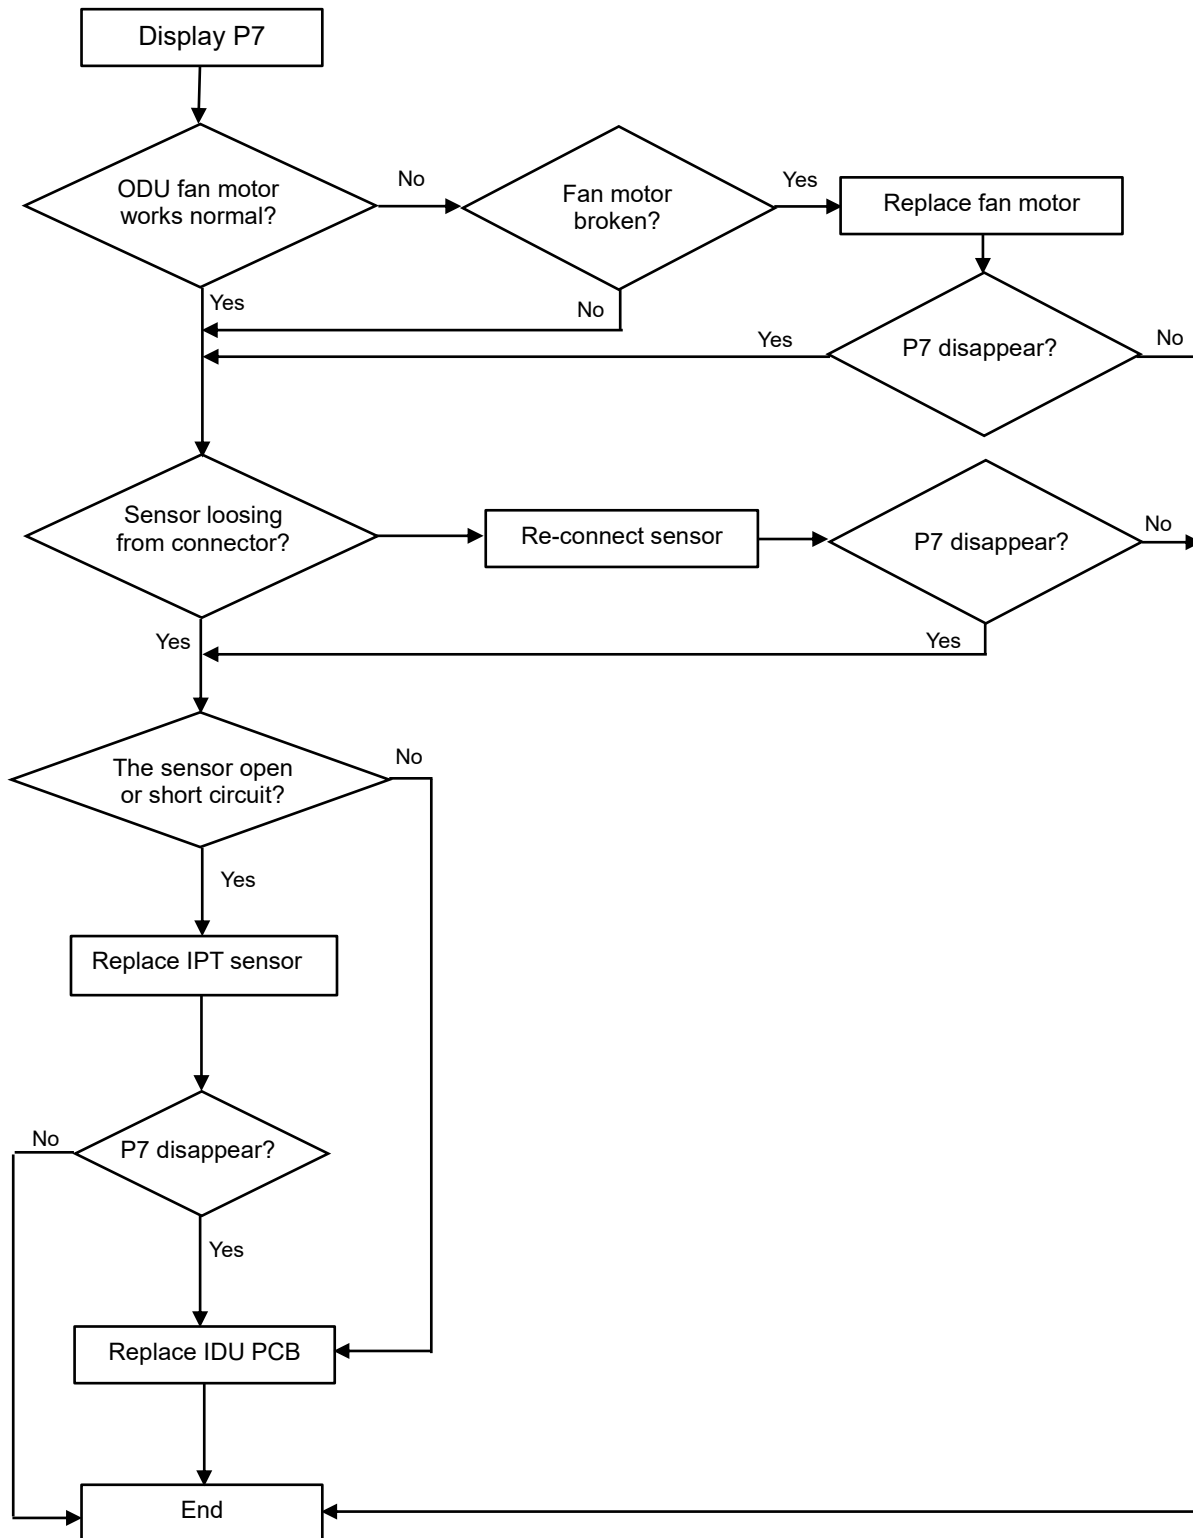 Display P7
ODU fan motor
works normal?
No
Fan motor
broken?
Yes
Replace fan motor
Yes
No
Yes
P7 disappear?
No
Sensor loosing
from connector?
Re-connect sensor
P7 disappear?
No
Yes
Yes
The sensor open
or short circuit?
No
Yes
Replace IPT sensor
No
P7 disappear?
Yes
Replace IDU PCB
End